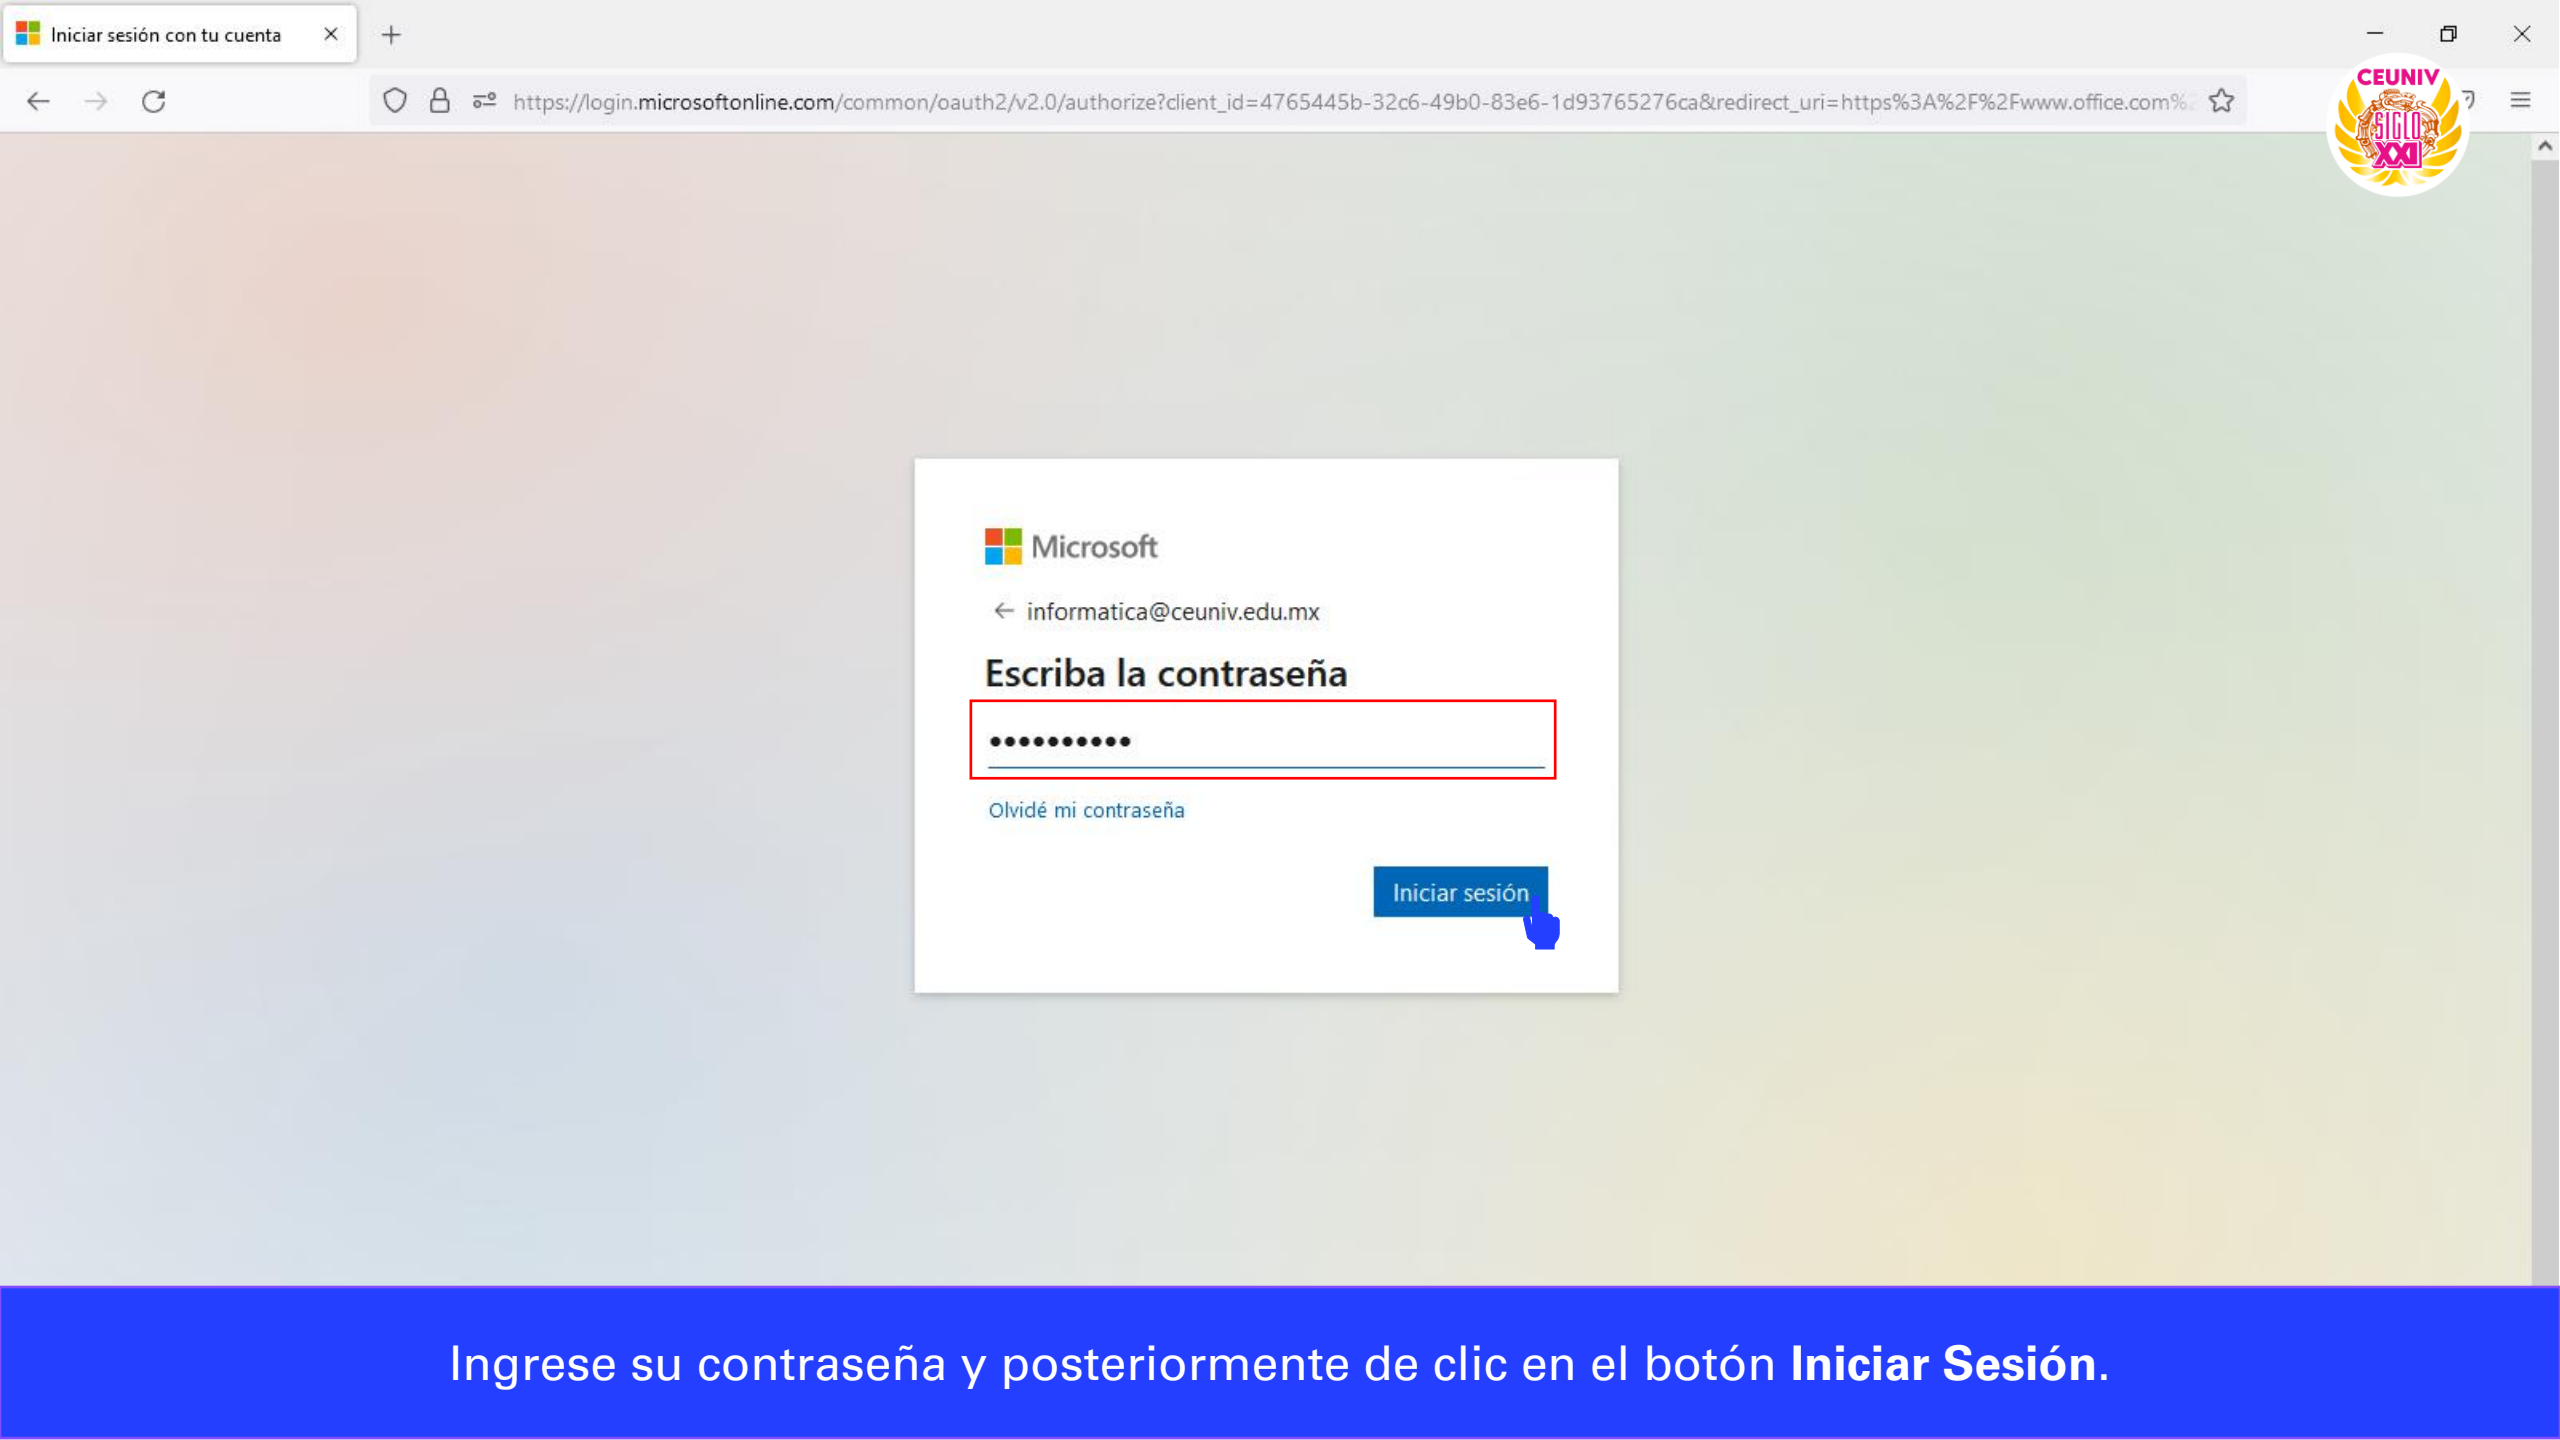 Iniciar sesión con tu cuenta
https://login.microsoftonline.com/common/oauth2/v2.0/authorize?client_id=4765445b-32c6-49b0-83e6-1d93765276ca&redirect_uri=https%3A%2F%2Fwww.office.com%
CEUNIV
SIGLO
XXI
Microsoft
informatica@ceuniv.edu.mx
Escriba la contraseña
Olvidé mi contraseña
Iniciar sesión
Ingrese su contraseña y posteriormente de clic en el botón Iniciar Sesión.